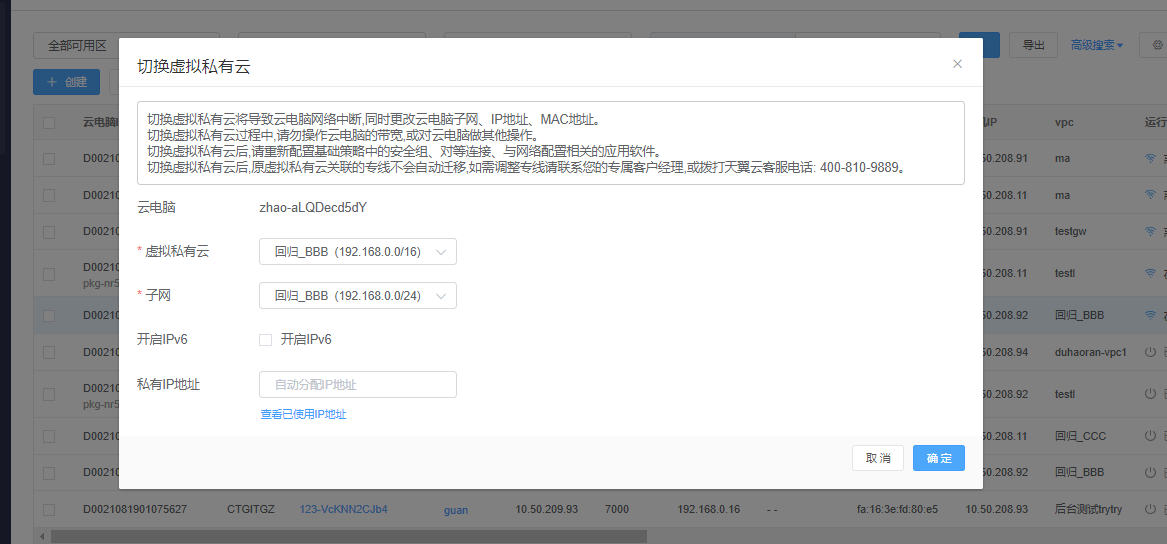 全部可用区
导出
高级搜索
创建
切换虚拟私有云
切换虚拟私有云将导致云电脑网络中断,同时更改云电脑子网、IP地址、MAC地址。
切换虚拟私有云过程中,请勿操作云电脑的带宽,或对云电脑做其他操作。
切换虚拟私有云后,请重新配置基础策略中的安全组、对等连接、与网络配置相关的应用软件。
切换虚拟私有云后,原虚拟私有云关联的专线不会自动迁移,如需调整专线请联系您的专属客户经理,或拨打天翼云客服电话: 400-810-9889。
云电脑 zhao-aLQDecd5dY
* 虚拟私有云 回归_BBB（192.168.0.0/16)
* 子网 回归_BBB（192.168.0.0/24)
开启IPv6 开启IPv6
私有IP地址 自动分配IP地址
查看已使用IP地址
取消 确定
云电脑 IP vpc 运行
D0021 50.208.91 ma
D0021 50.208.11 ma
D0021 50.208.91 testgw
D0021 50.208.11 testl
pkg-nr5
D0021 50.208.92 回归_BBB
D0021 50.208.94 duhaoran-vpc1
D0021 50.208.92 testl
pkg-nr5
D0021 50.208.11 回归_CCC
D0021 50.208.92 回归_BBB
D0021081901075627 CTGITGZ 123-VcKNN2CJb4 guan 10.50.209.93 7000 192.168.0.16 - - fa:16:3e:fd:80:e5 10.50.208.93 后台测试trytry